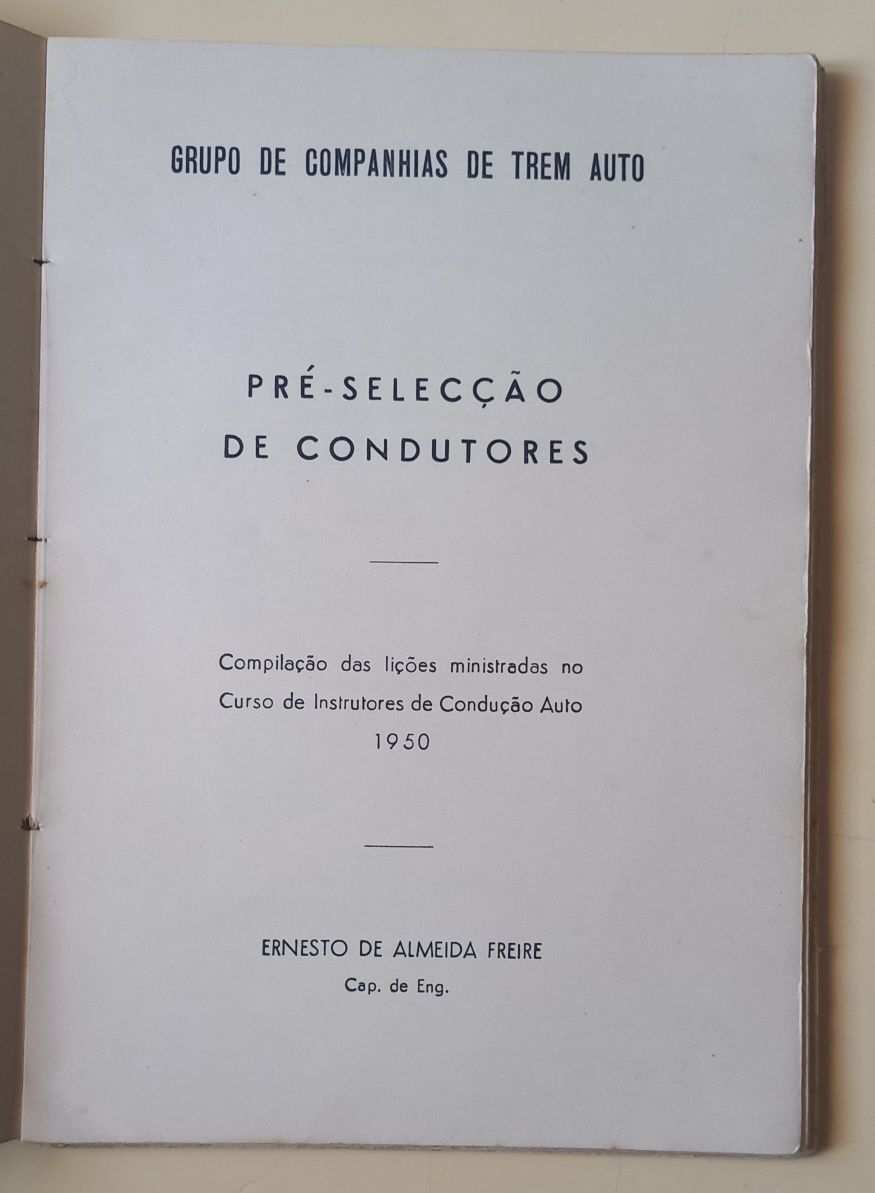 GRUPO DE COMPANHIAS DE TREM AUTO
PRÉ-SELECÇÃO
DE CONDUTORES
Compilação das lições ministradas no
Curso de Instrutores de Condução Auto
1950
ERNESTO DE ALMEIDA FREIRE
Cap. de Eng.